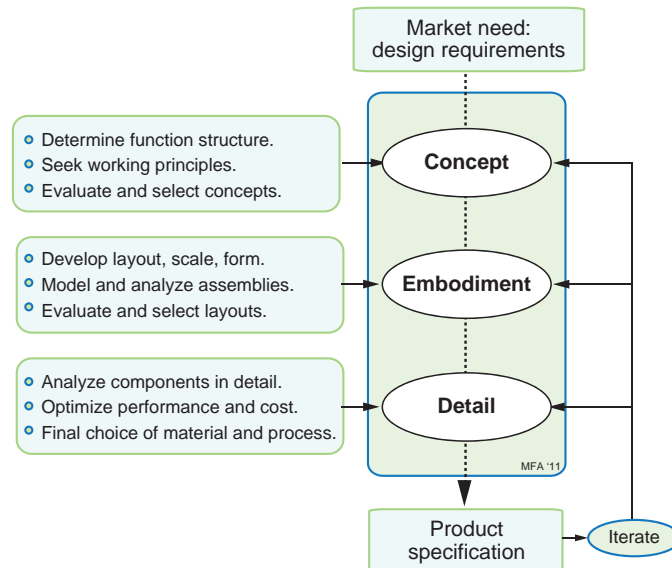 Market need:
design requirements
Determine function structure.
Seek working principles.
Evaluate and select concepts.
Concept
Develop layout, scale, form.
Model and analyze assemblies.
Evaluate and select layouts.
Embodiment
Analyze components in detail.
Optimize performance and cost.
Final choice of material and process.
Detail
MFA '11
Product
specification
Iterate